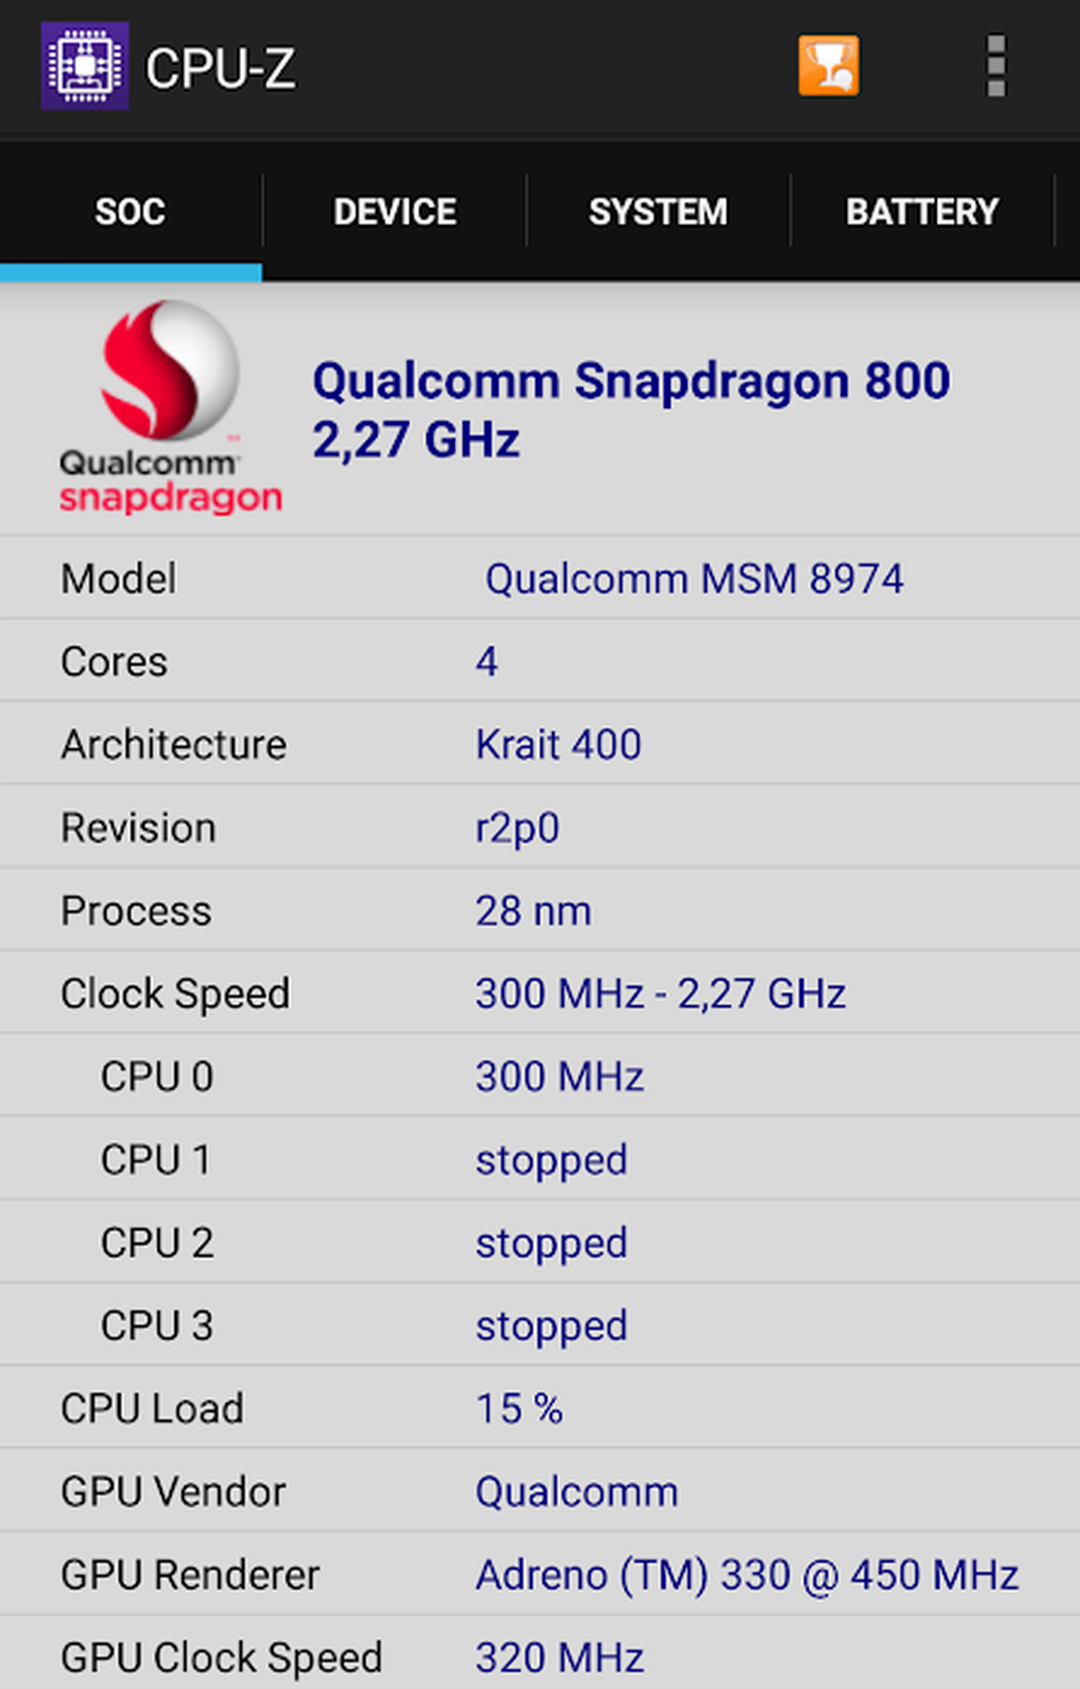 CPU-Z
SOC DEVICE SYSTEM BATTERY
Qualcomm Snapdragon 800
2,27 GHz
Qualcomm
snapdragon
Model Qualcomm MSM 8974
Cores 4
Architecture Krait 400
Revision r2p0
Process 28 nm
Clock Speed 300 MHz - 2,27 GHz
CPU 0 300 MHz
CPU 1 stopped
CPU 2 stopped
CPU 3 stopped
CPU Load 15 %
GPU Vendor Qualcomm
GPU Renderer Adreno (TM) 330 @ 450 MHz
GPU Clock Speed 320 MHz